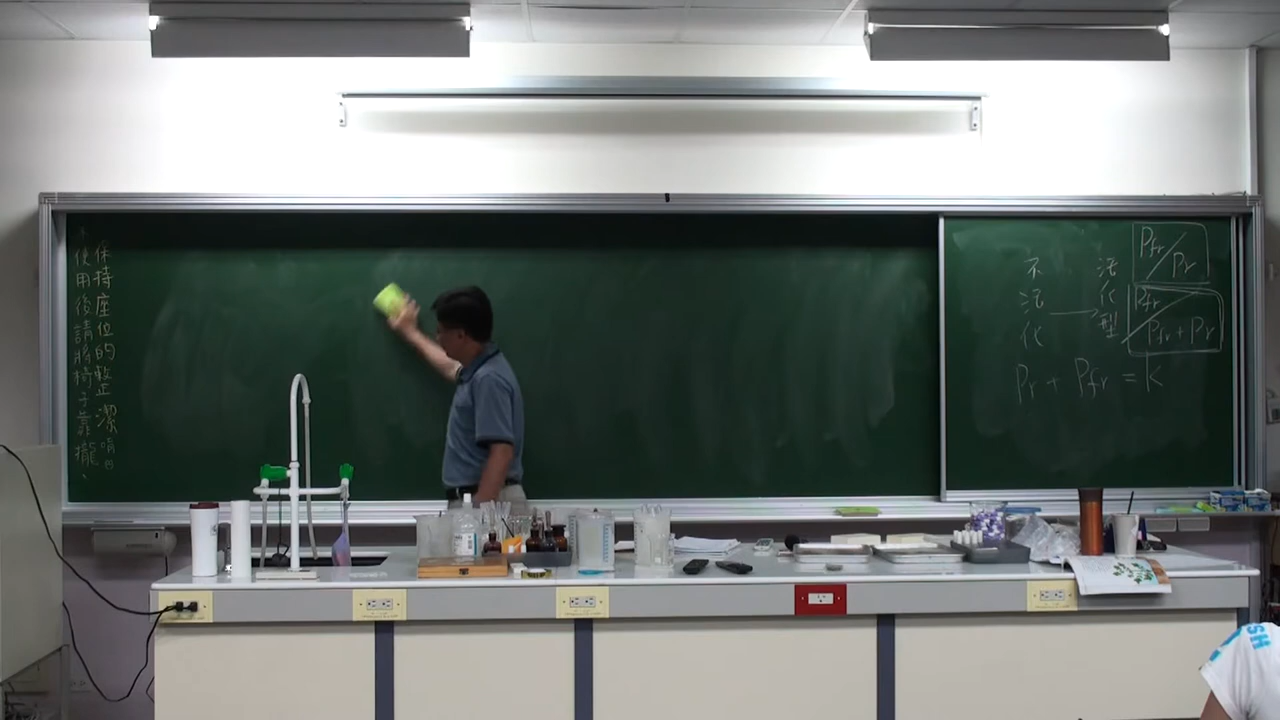 保持座位的整潔
使用後請將椅子靠攏、
不活化 → 活化型
Pfr/Pr
Pfr/Pfr+Pr
Pr + Pfr = K
SH